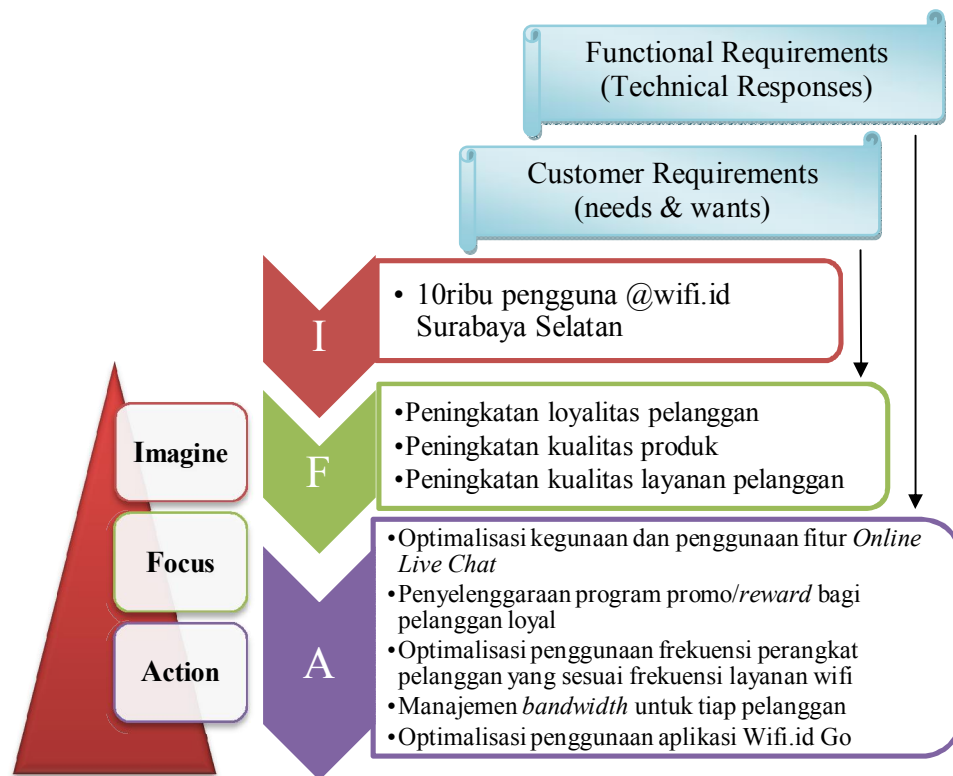 Functional Requirements
(Technical Responses)
Customer Requirements
(needs & wants)
I
• 10ribu pengguna @wifi.id
Surabaya Selatan
Imagine
Focus
Action
F
•Peningkatan loyalitas pelanggan
•Peningkatan kualitas produk
•Peningkatan kualitas layanan pelanggan
A
•Optimalisasi kegunaan dan penggunaan fitur Online
Live Chat
•Penyelenggaraan program promo/reward bagi
pelanggan loyal
•Optimalisasi penggunaan frekuensi perangkat
pelanggan yang sesuai frekuensi layanan wifi
•Manajemen bandwidth untuk tiap pelanggan
•Optimalisasi penggunaan aplikasi Wifi.id Go